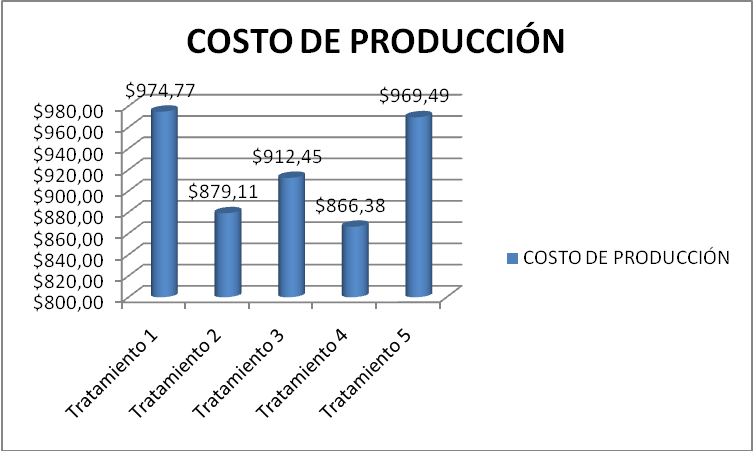 COSTO DE PRODUCCIÓN
$974,77
$969,49
$980,00
$960,00
$940,00
$912,45
$920,00
$900,00
$879,11
$866,38
$880,00
$860,00
COSTO DE PRODUCCIÓN
$840,00
$820,00
$800,00
Tratamiento 1
Tratamiento 2
Tratamiento 3
Tratamiento 4
Tratamiento 5